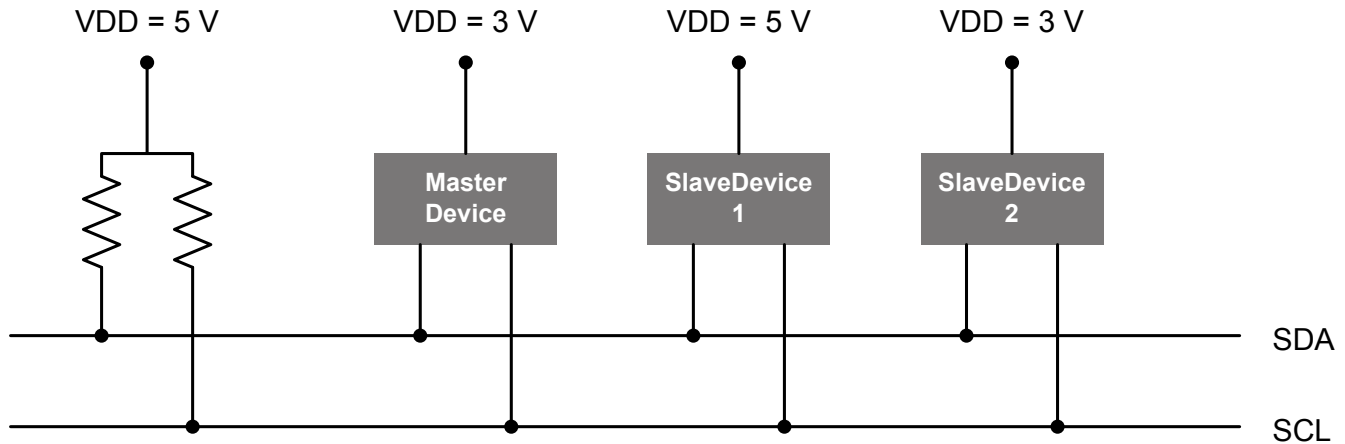 VDD = 5 V
VDD = 3 V
VDD = 5 V
VDD = 3 V
Master
Device
SlaveDevice
1
SlaveDevice
2
SDA
SCL